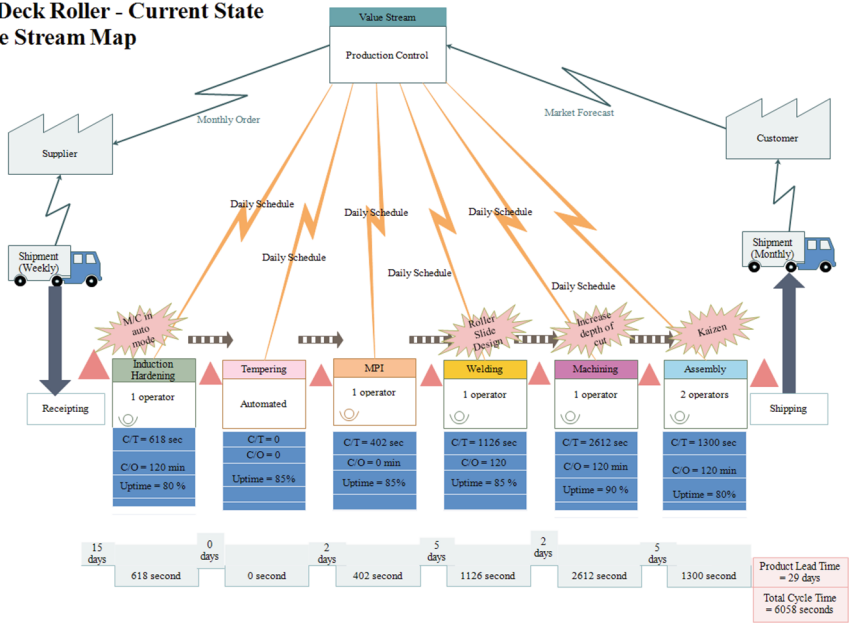 Deck Roller - Current State
e Stream Map
Value Stream
Production Control
Monthly Order
Market Forecast
Supplier
Customer
Daily Schedule
Daily Schedule
Daily Schedule
Daily Schedule
Daily Schedule
Daily Schedule
Shipment
(Weekly)
Shipment
(Monthly)
M/C in
auto
mode
Roller
Slide
Design
Increase
depth of
cut
Kaizen
Receipting
Induction
Hardening
1 operator
C/T = 618 sec
C/O = 120 min
Uptime = 80 %
Tempering
Automated
C/T = 0
C/O = 0
Uptime = 85%
MPI
1 operator
C/T = 402 sec
C/O = 0 min
Uptime = 85%
Welding
1 operator
C/T = 1126 sec
C/O = 120
Uptime = 85 %
Machining
1 operator
C/T = 2612 sec
C/O = 120 min
Uptime = 90 %
Assembly
2 operators
C/T = 1300 sec
C/O = 120 min
Uptime = 80%
Shipping
15
days
0
days
2
days
5
days
2
days
5
days
618 second
0 second
402 second
1126 second
2612 second
1300 second
Product Lead Time
= 29 days
Total Cycle Time
= 6058 seconds